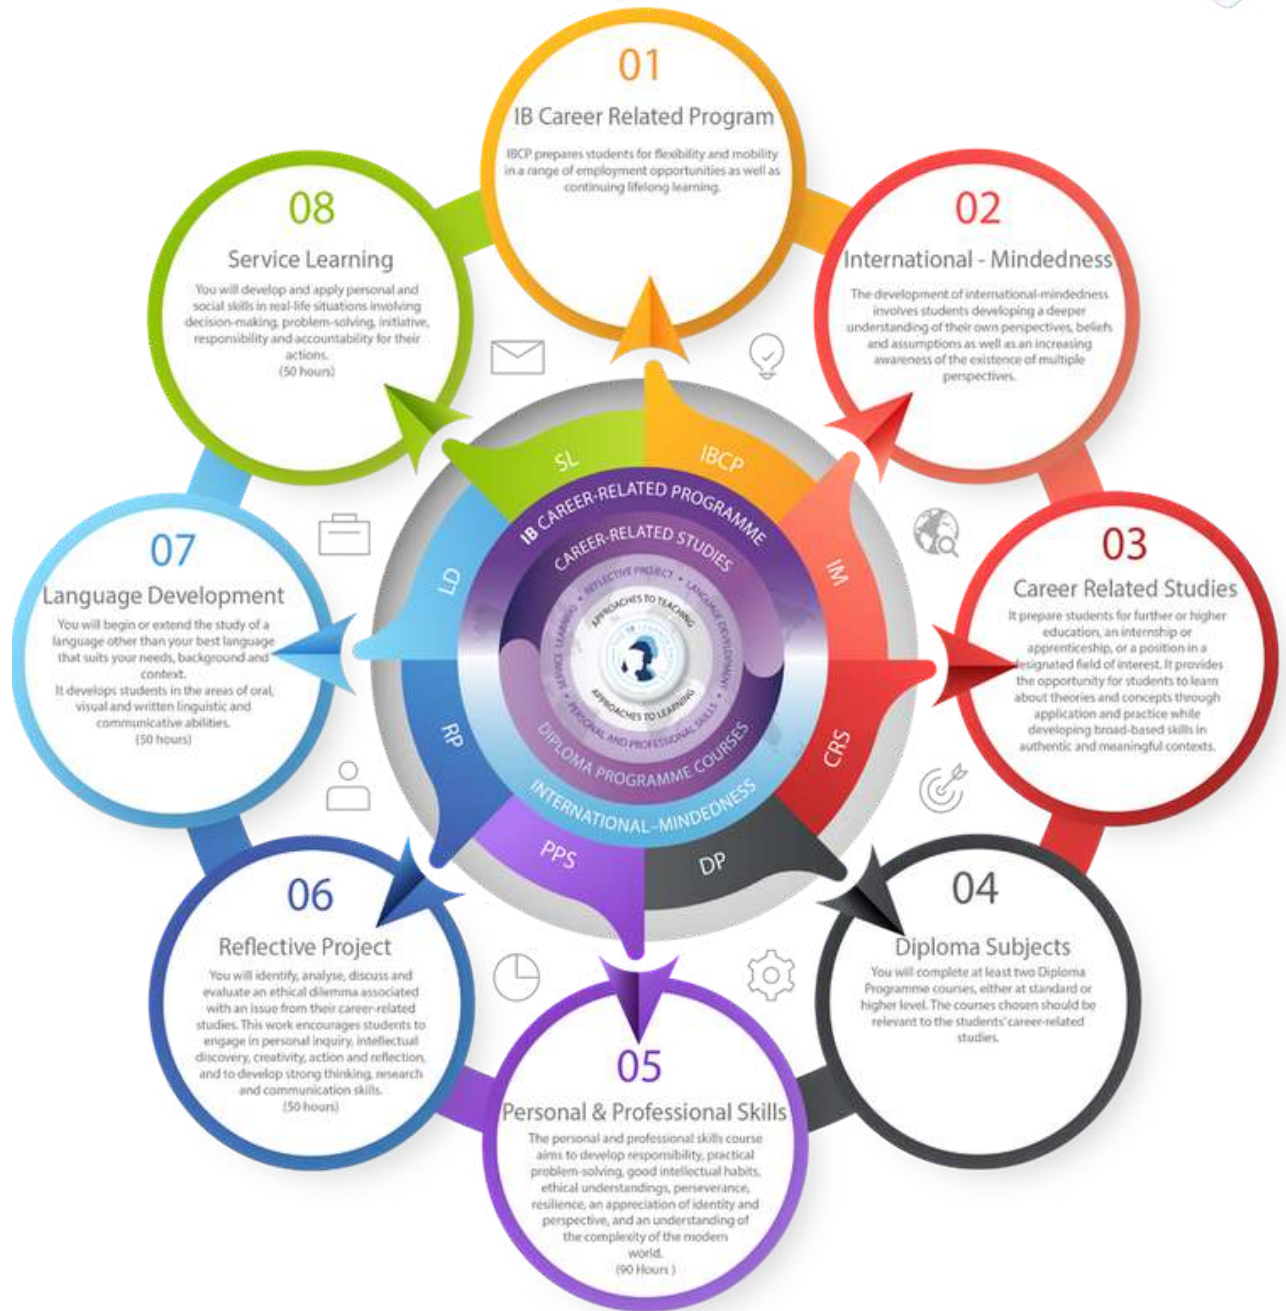 01
IB Career Related Program
IBCP prepares students for flexibility and mobility
in a range of employment opportunities as well as
continuing lifelong learning.
02
International - Mindedness
The development of international-mindedness
involves students developing a deeper
understanding of their own perspectives, beliefs
and assumptions as well as an increasing
awareness of the existence of multiple
perspectives.
03
Career Related Studies
It prepare students for further or higher
education, an internship or
apprenticeship, or a position in a
designated field of interest. It provides
the opportunity for students to learn
about theories and concepts through
application and practice while
developing broad-based skills in
authentic and meaningful contexts.
04
Diploma Subjects
You will complete at least two Diploma
Programme courses, either at standard or
higher level. The courses chosen should be
relevant to the students' career-related
studies.
05
Personal & Professional Skills
The personal and professional skills course
aims to develop responsibility, practical
problem-solving, good intellectual habits,
ethical understandings, perseverance,
resilience, an appreciation of identity and
perspective, and an understanding of
the complexity of the modern
world.
(90 Hours )
06
Reflective Project
You will identify, analyse, discuss and
evaluate an ethical dilemma associated
with an issue from their career-related
studies. This work encourages students to
engage in personal inquiry, intellectual
discovery, creativity, action and reflection,
and to develop strong thinking, research
and communication skills.
(50 hours)
07
Language Development
You will begin or extend the study of a
language other than your best language
that suits your needs, background and
context.
It develops students in the areas of oral,
visual and written linguistic and
communicative abilities.
(50 hours)
08
Service Learning
You will develop and apply personal and
social skills in real-life situations involving
decision-making, problem-solving, initiative,
responsibility and accountability for their
actions.
(50 hours)
IBCP
IM
CRS
DP
PPS
RP
LD
SL
IB CAREER-RELATED PROGRAMME
INTERNATIONAL-MINDEDNESS
CAREER-RELATED STUDIES
DIPLOMA PROGRAMME COURSES
SERVICE LEARNING • REFLECTIVE PROJECT • LANGUAGE DEVELOPMENT • PERSONAL AND PROFESSIONAL SKILLS •
APPROACHES TO TEACHING
APPROACHES TO LEARNING